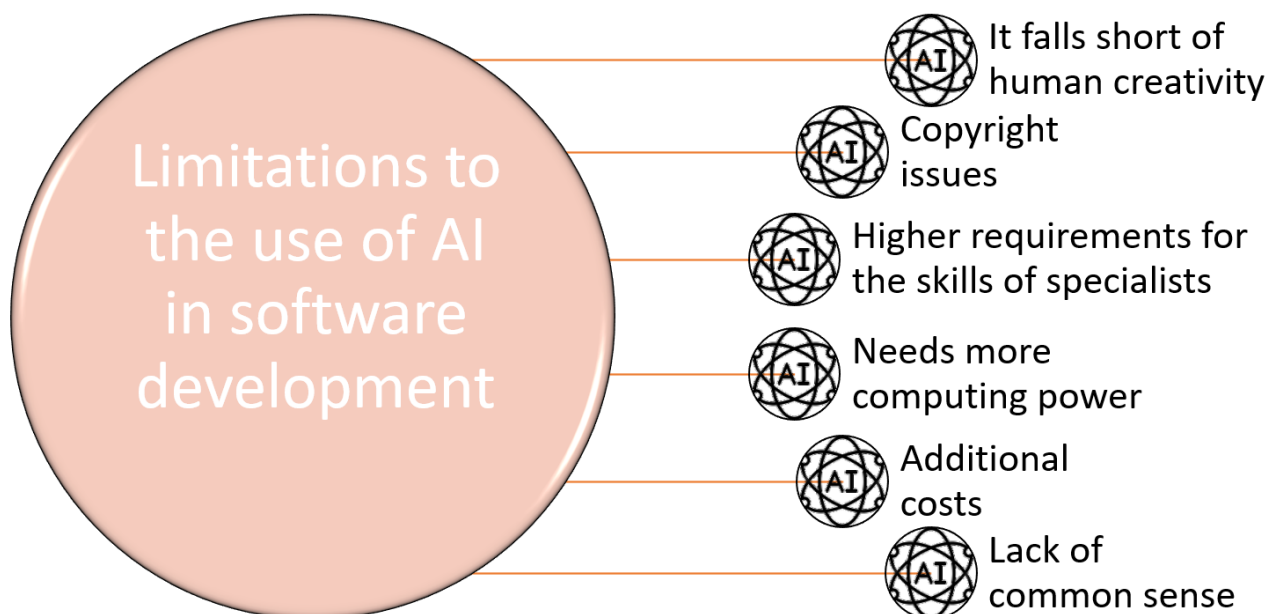 Limitations to
the use of AI
in software
development
AI
It falls short of
human creativity
AI
Copyright
issues
AI
Higher requirements for
the skills of specialists
AI
Needs more
computing power
AI
Additional
costs
AI
Lack of
common sense